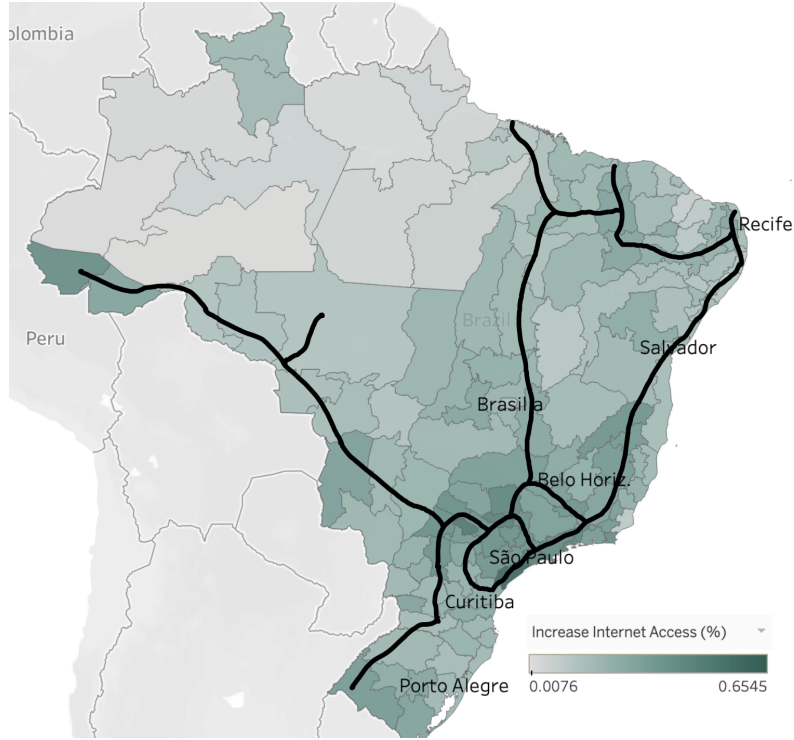 olombia
Recife
Brazil
Peru
Salvador
Brasilia
Belo Horiz.
São Paulo
Curitiba
Increase Internet Access (%)
Porto Alegre
0.0076
0.6545